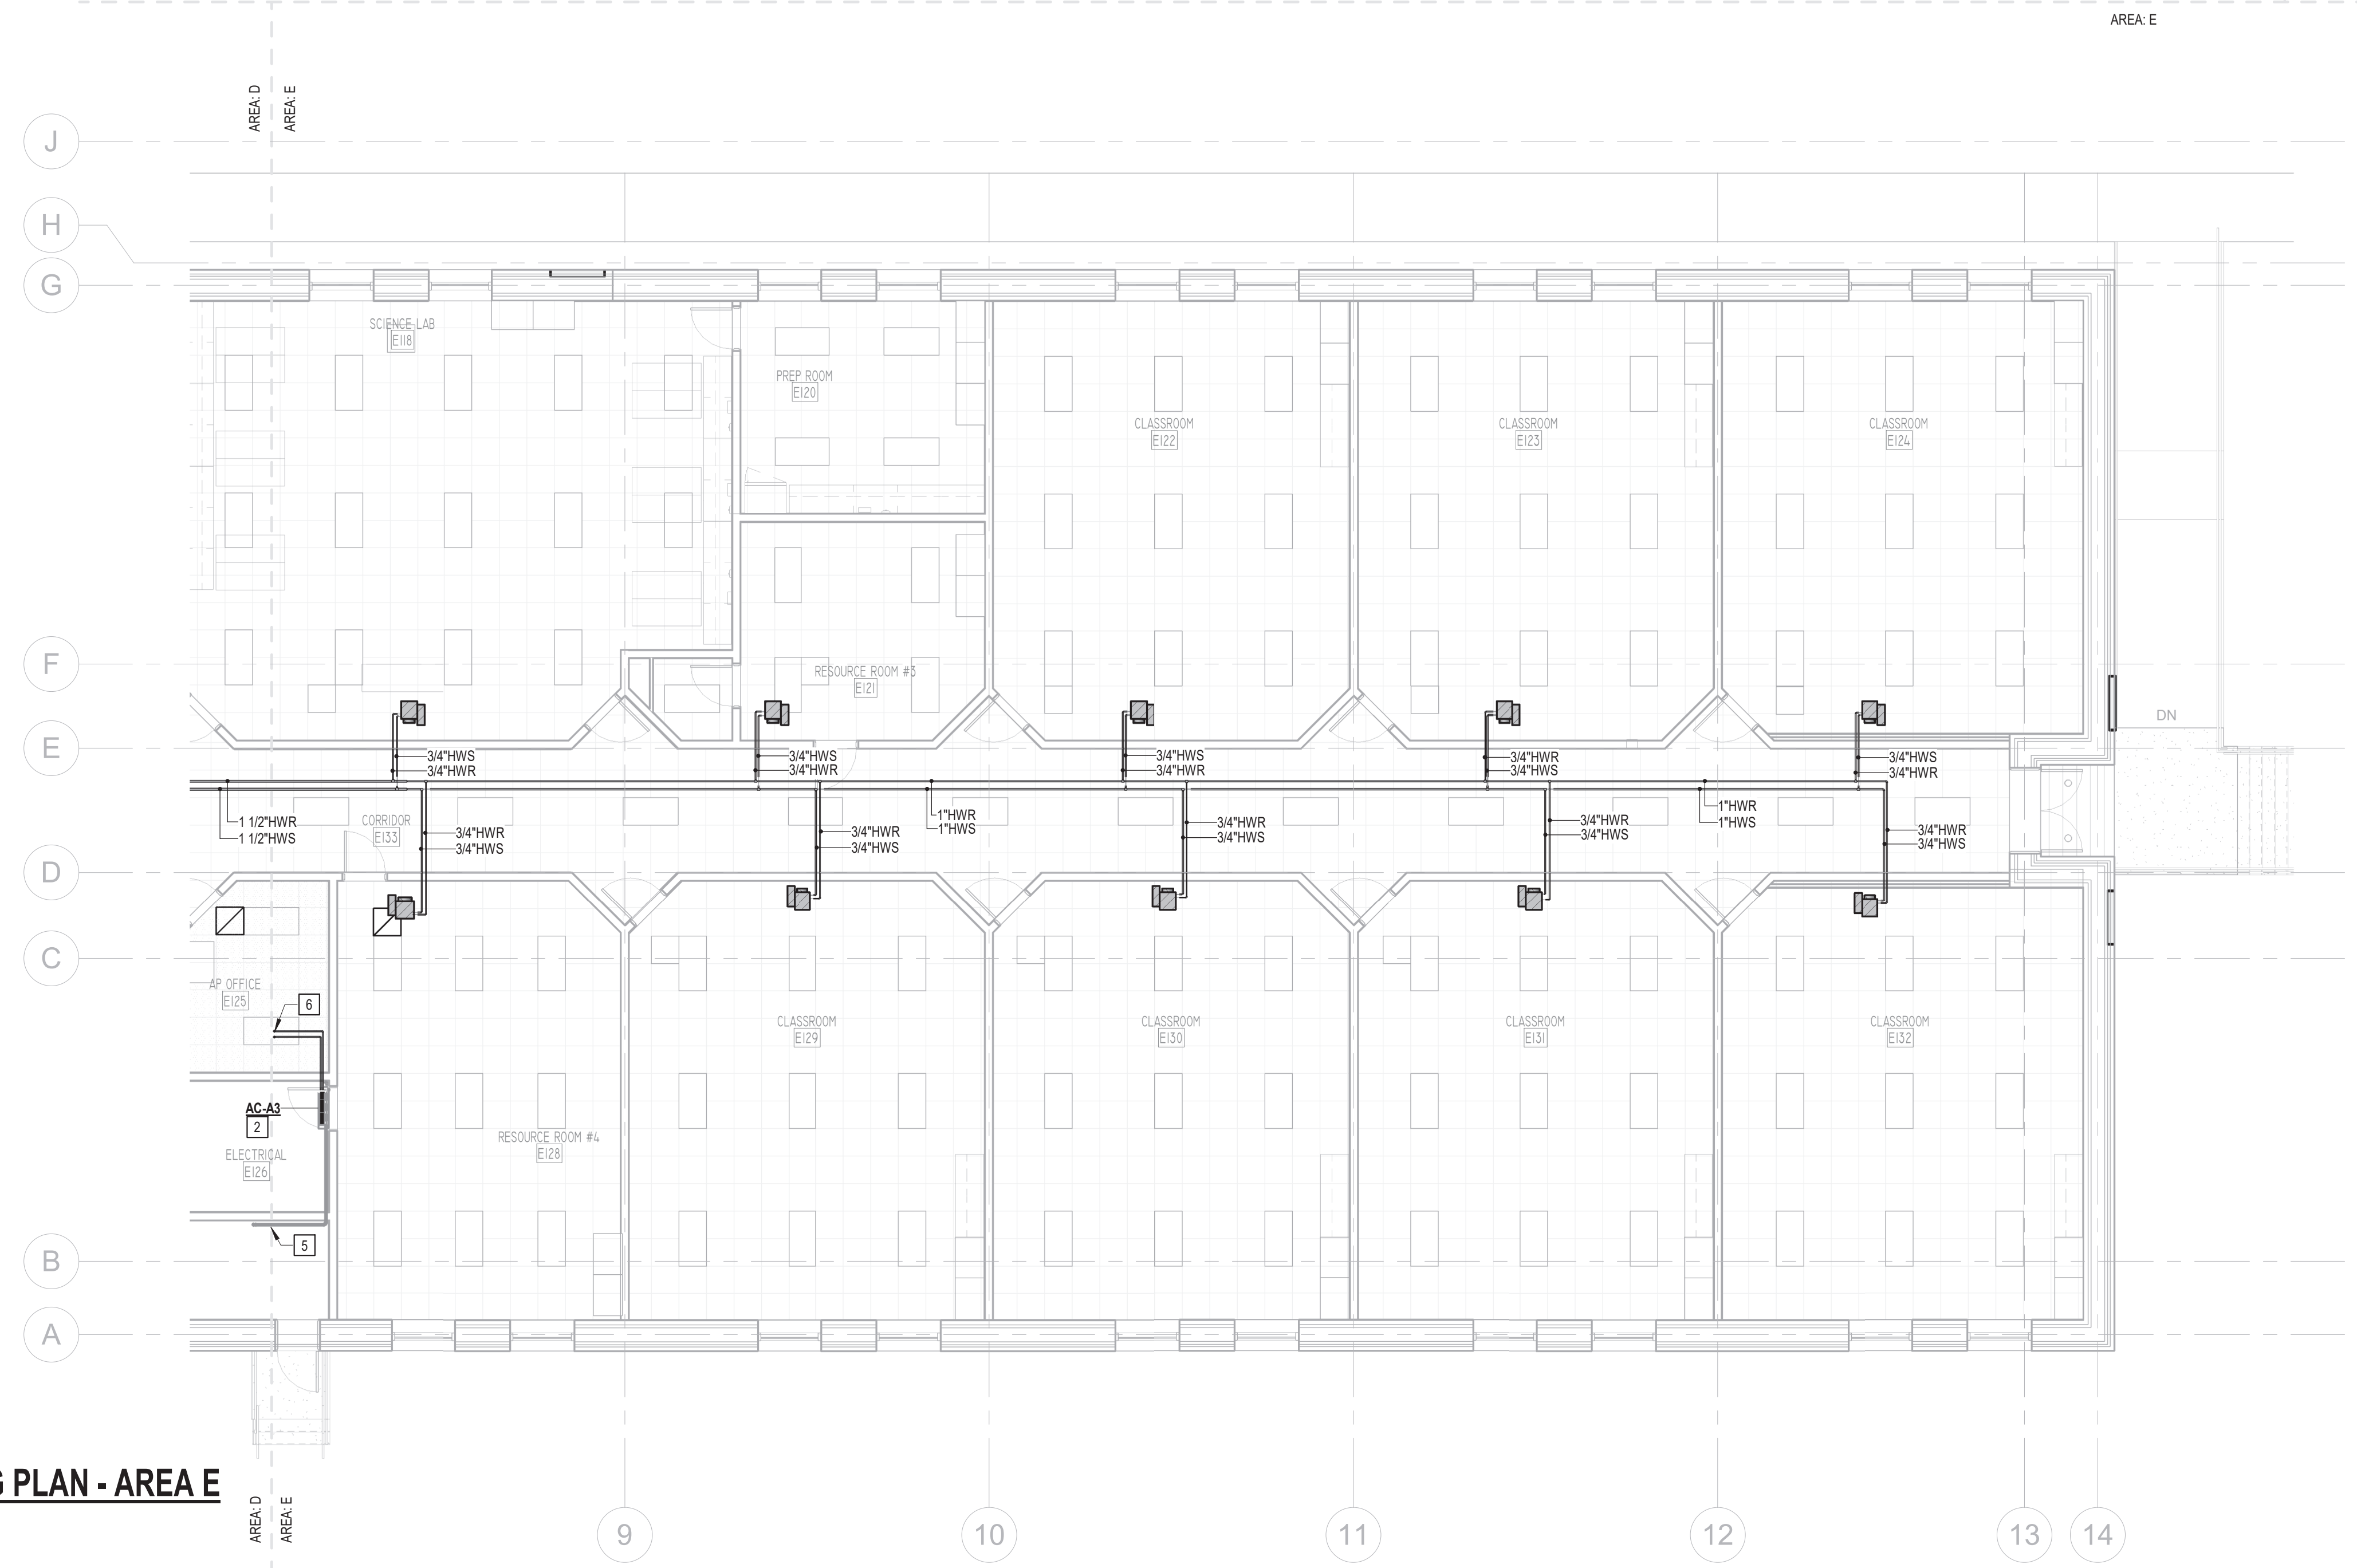 AREA: E
AREA: D
AREA: E
J
H
G
SCIENCE LAB
E118
PREP ROOM
E120
CLASSROOM
E122
CLASSROOM
E123
CLASSROOM
E124
F
RESOURCE ROOM #3
E121
DN
E
3/4"HWS
3/4"HWR
3/4"HWS
3/4"HWR
3/4"HWS
3/4"HWR
3/4"HWR
3/4"HWS
3/4"HWS
3/4"HWR
1 1/2"HWR
1 1/2"HWS
CORRIDOR
E133
3/4"HWR
3/4"HWS
3/4"HWR
3/4"HWS
1"HWR
1"HWS
3/4"HWR
3/4"HWS
3/4"HWR
3/4"HWS
1"HWR
1"HWS
3/4"HWR
3/4"HWS
D
C
AP OFFICE
E125
6
CLASSROOM
E129
CLASSROOM
E130
CLASSROOM
E131
CLASSROOM
E132
AC-A3
2
RESOURCE ROOM #4
E128
ELECTRICAL
E126
5
B
A
G PLAN - AREA E
AREA: D
AREA: E
9
10
11
12
13
14